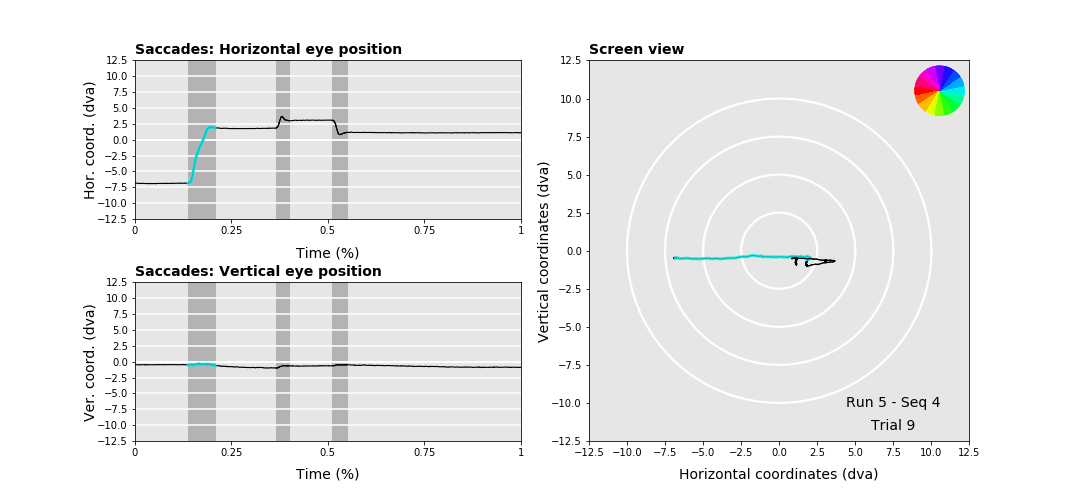 Saccades: Horizontal eye position
12.5
10.0
7.5
5.0
2.5
0.0
−2.5
−5.0
−7.5
−10.0
−12.5
Hor. coord. (dva)
0 0.25 0.5 0.75 1
Time (%)
Saccades: Vertical eye position
12.5
10.0
7.5
5.0
2.5
0.0
−2.5
−5.0
−7.5
−10.0
−12.5
Ver. coord. (dva)
0 0.25 0.5 0.75 1
Time (%)
Screen view
12.5
10.0
7.5
5.0
2.5
0.0
−2.5
−5.0
−7.5
−10.0
−12.5
Vertical coordinates (dva)
Run 5 - Seq 4
Trial 9
−12.5 −10.0 −7.5 −5.0 −2.5 0.0 2.5 5.0 7.5 10.0 12.5
Horizontal coordinates (dva)